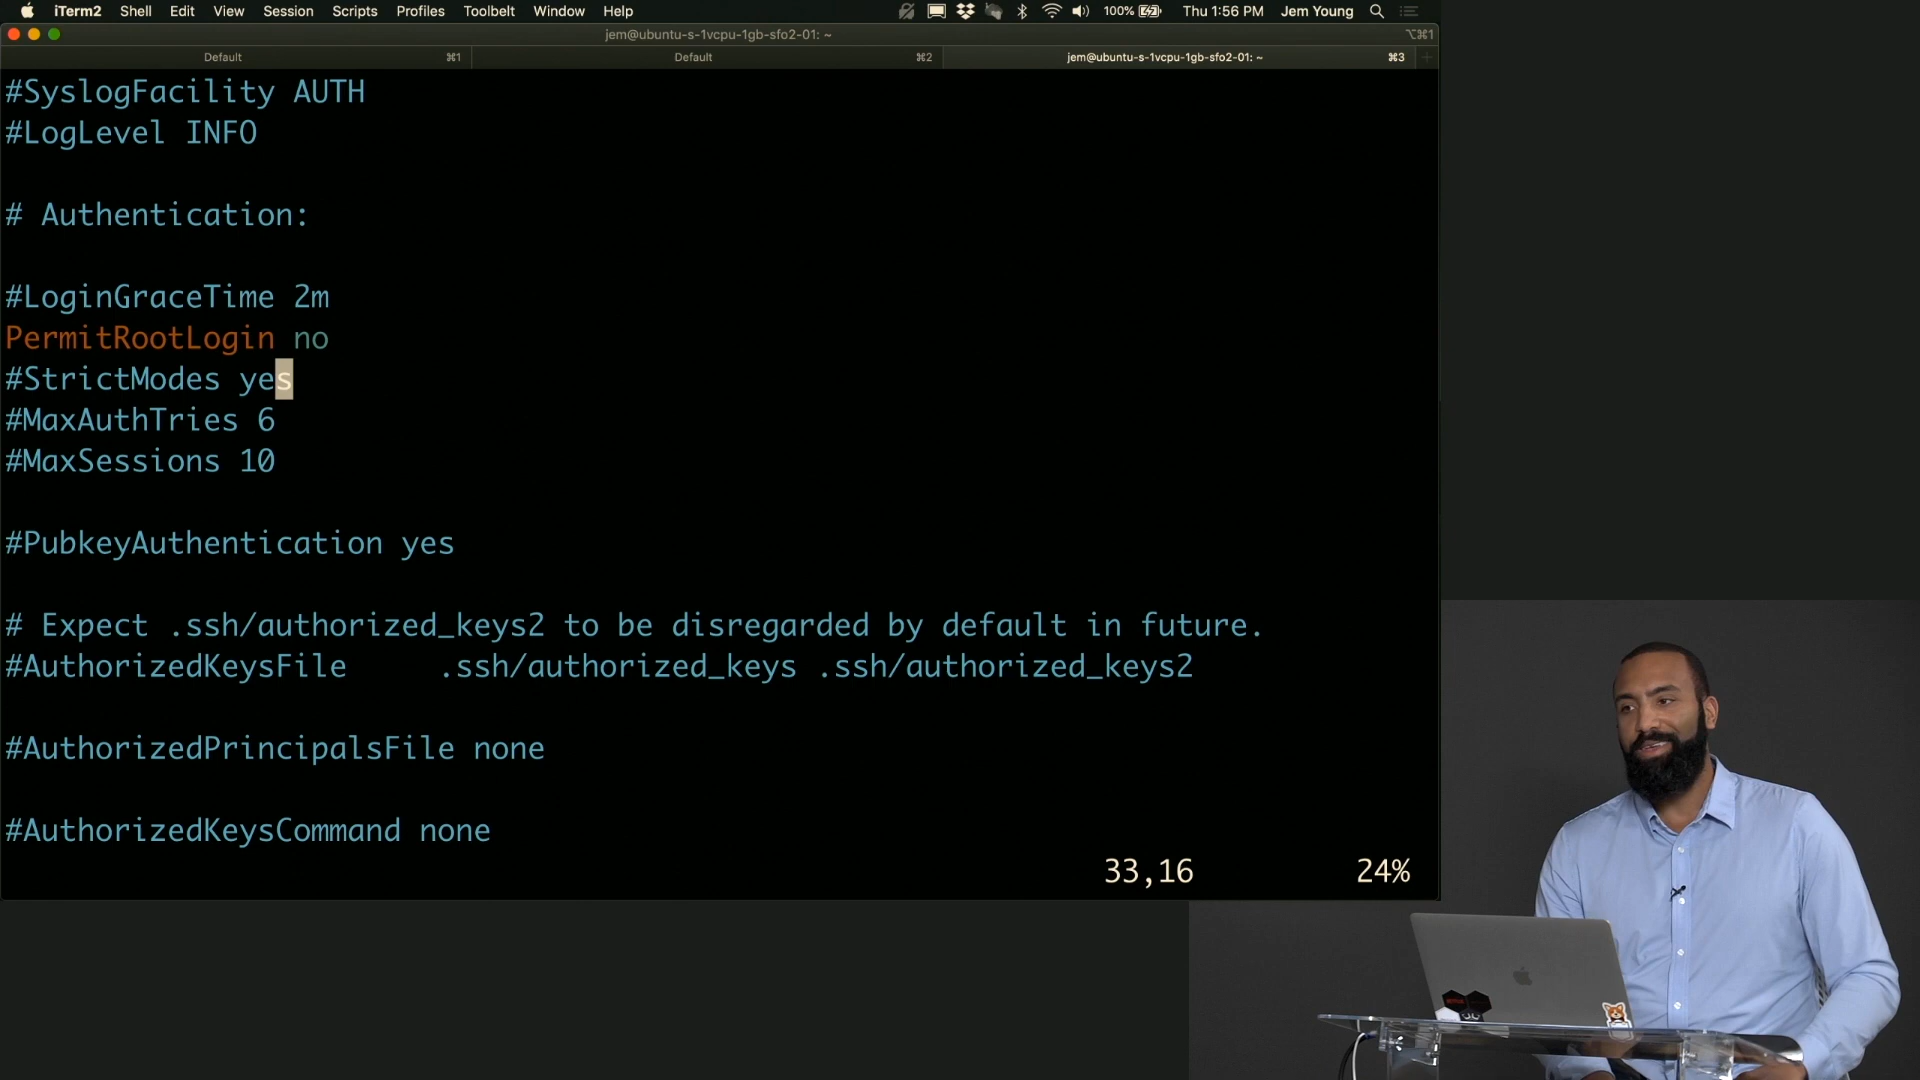 iTerm2 Shell Edit View Session Scripts Profiles Toolbelt Window Help 100% Thu 1:56 PM Jem Young
jem@ubuntu-s-1vcpu-1gb-sfo2-01: ~ ⌥⌘1
Default ⌘1 Default ⌘2 jem@ubuntu-s-1vcpu-1gb-sfo2-01: ~ ⌘3
#SyslogFacility AUTH
#LogLevel INFO
# Authentication:
#LoginGraceTime 2m
PermitRootLogin no
#StrictModes yes
#MaxAuthTries 6
#MaxSessions 10
#PubkeyAuthentication yes
# Expect .ssh/authorized_keys2 to be disregarded by default in future.
#AuthorizedKeysFile .ssh/authorized_keys .ssh/authorized_keys2
#AuthorizedPrincipalsFile none
#AuthorizedKeysCommand none
33,16 24%